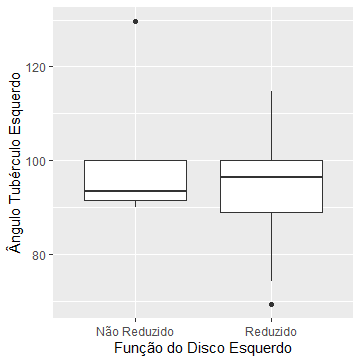 Ângulo Tubérculo Esquerdo
120
100
80
Não Reduzido
Reduzido
Função do Disco Esquerdo